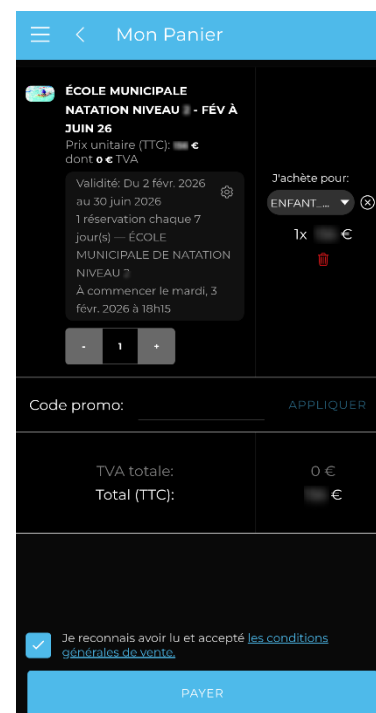 Mon Panier
ÉCOLE MUNICIPALE
NATATION NIVEAU - FÉV À
JUIN 26
Prix unitaire (TTC): €
dont 0 € TVA
Validité: Du 2 févr. 2026
au 30 juin 2026
1 réservation chaque 7
jour(s) — ÉCOLE
MUNICIPALE DE NATATION
NIVEAU
À commencer le mardi, 3
févr. 2026 à 18h15
- 1 +
J'achète pour:
ENFANT_...
1x €
Code promo:
APPLIQUER
TVA totale: 0 €
Total (TTC): €
Je reconnais avoir lu et accepté les conditions
générales de vente.
PAYER